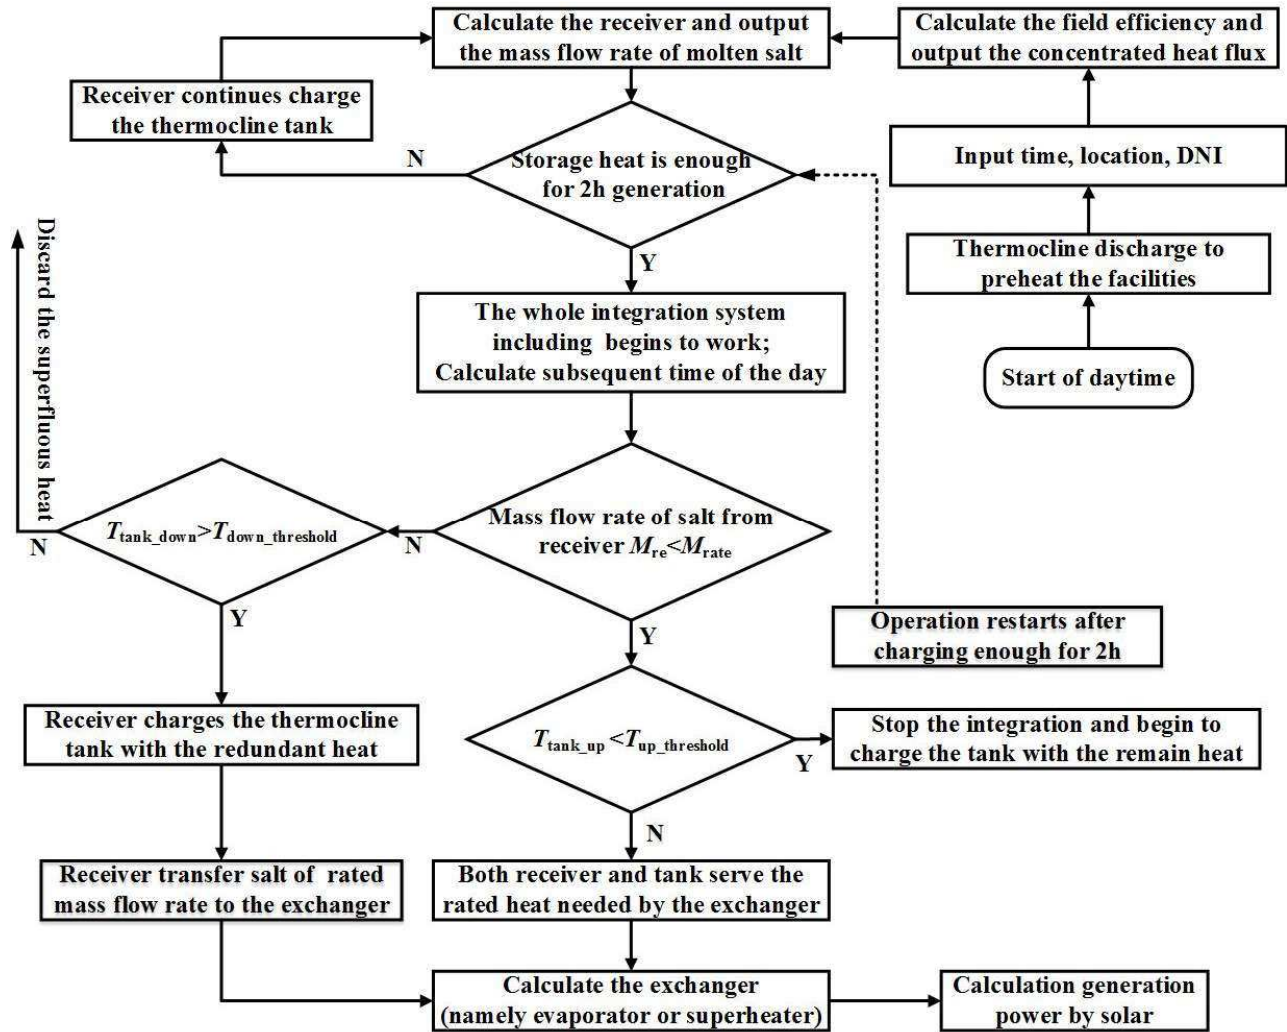 Calculate the receiver and output
the mass flow rate of molten salt
Calculate the field efficiency and
output the concentrated heat flux
Receiver continues charge
the thermocline tank
N
Storage heat is enough
for 2h generation
Input time, location, DNI
Y
Thermocline discharge to
preheat the facilities
Discard the superfluous heat
The whole integration system
including begins to work;
Calculate subsequent time of the day
Start of daytime
T_tank_down>T_down_threshold
N
N
Mass flow rate of salt from
receiver M_re<M_rate
Y
Y
Operation restarts after
charging enough for 2h
Receiver charges the thermocline
tank with the redundant heat
T_tank_up<T_up_threshold
Y
Stop the integration and begin to
charge the tank with the remain heat
N
Receiver transfer salt of rated
mass flow rate to the exchanger
Both receiver and tank serve the
rated heat needed by the exchanger
Calculate the exchanger
(namely evaporator or superheater)
Calculation generation
power by solar